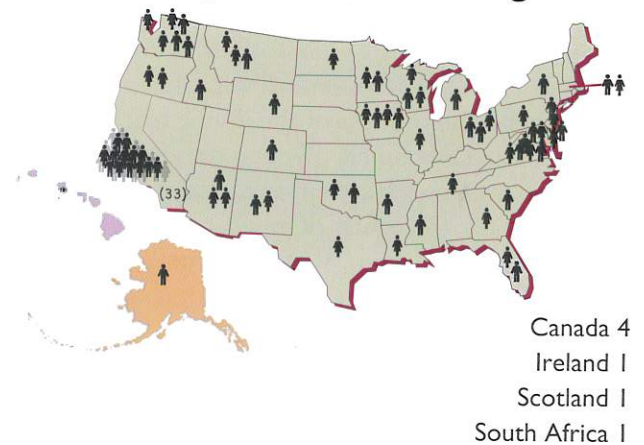 (33)
Canada 4
Ireland 1
Scotland 1
South Africa 1